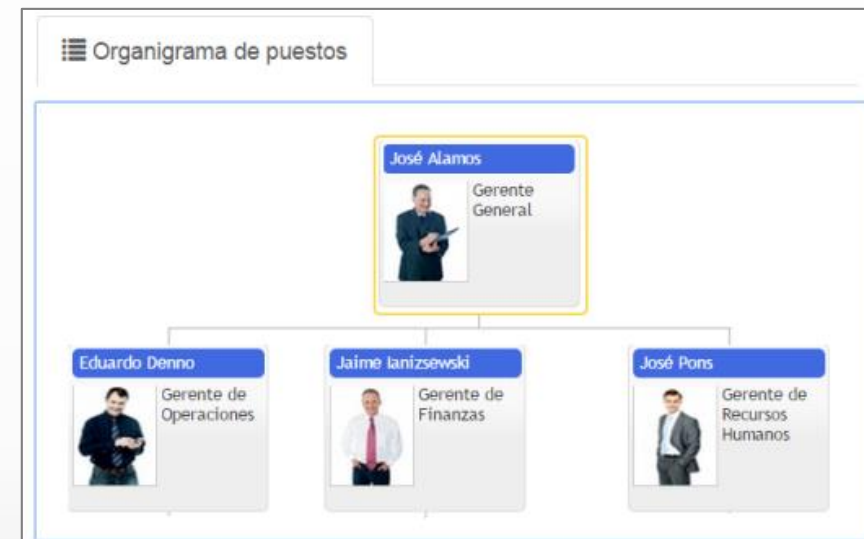 Organigrama de puestos
José Alamos
Gerente
General
Eduardo Denno
Gerente de
Operaciones
Jaime Ianizsewski
Gerente de
Finanzas
José Pons
Gerente de
Recursos
Humanos